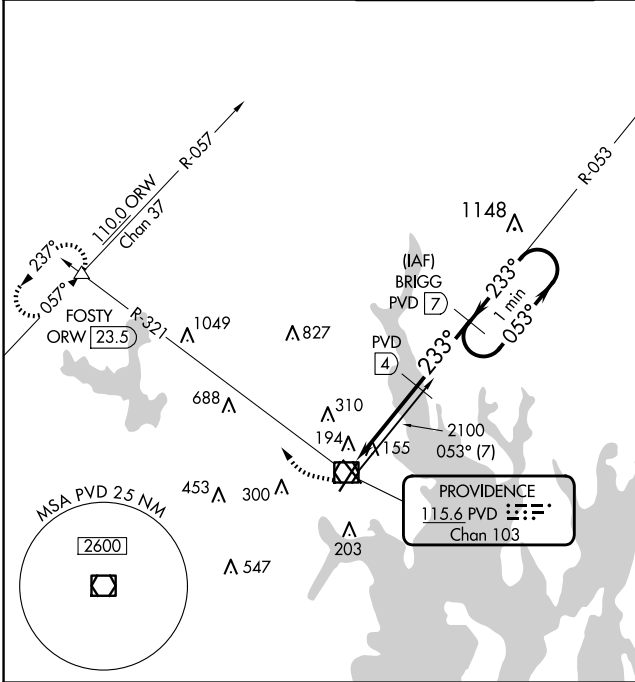 R-053
R-057
110.0 ORW
Chan 37
1148
237°
057°
(IAF)
BRIGG
PVD 7
233°
1 min
053°
FOSTY
ORW 23.5
R-321
1049
827
PVD
4
233°
688
310
194
155
2100
053° (7)
MSA PVD 25 NM
2600
453
300
PROVIDENCE
115.6 PVD
Chan 103
203
547